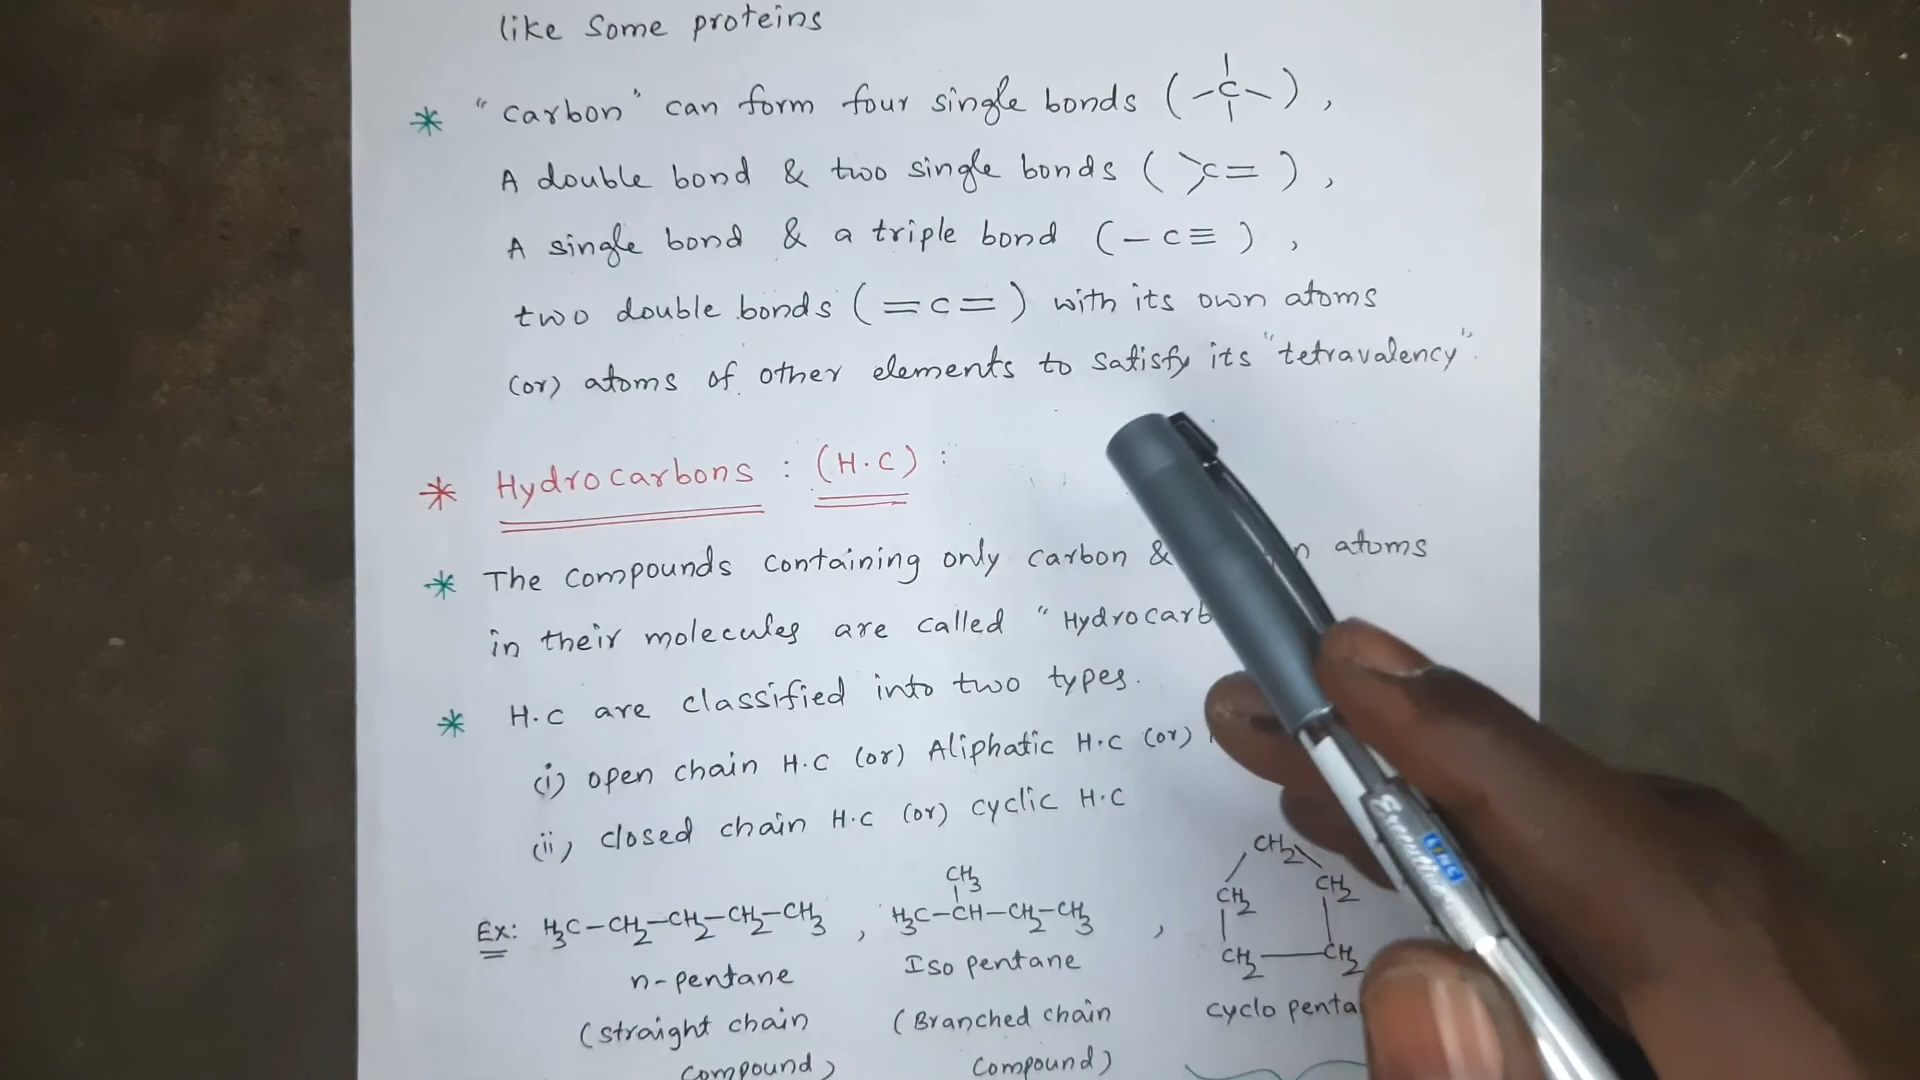 like some proteins
* "carbon" can form four single bonds ( -C- ) ,
A double bond & two single bonds ( >C= ) ,
A single bond & a triple bond ( - C ≡ ) ,
two double bonds ( = C = ) with its own atoms
(or) atoms of other elements to satisfy its "tetravalency".
* Hydrocarbons : (H.C) :
* The compounds containing only carbon & n atoms
in their molecules are called " Hydrocarb
* H.C are classified into two types.
(i) open chain H.C (or) Aliphatic H.C (or)
(ii) closed chain H.C (or) cyclic H.C
CH3
CH2
Ex: H3C-CH2-CH2-CH2-CH3 , H3C-CH-CH2-CH3 , CH2 CH2
CH2 CH2
n-pentane Iso pentane cyclo penta
(straight chain (Branched chain
compound) compound)
Executive
LINC